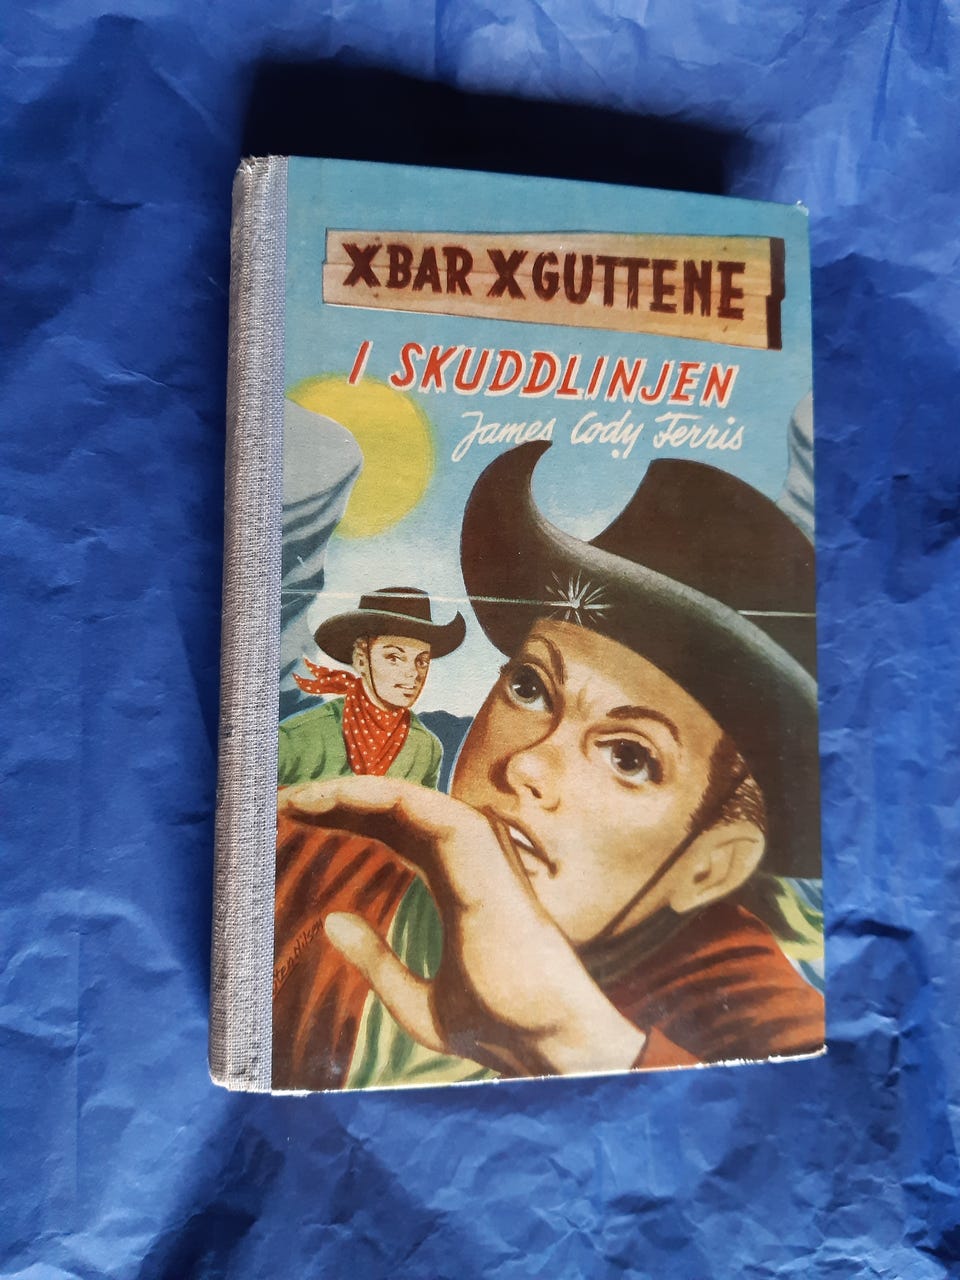 X BAR X GUTTENE
I SKUDDLINJEN
James Cody Ferris